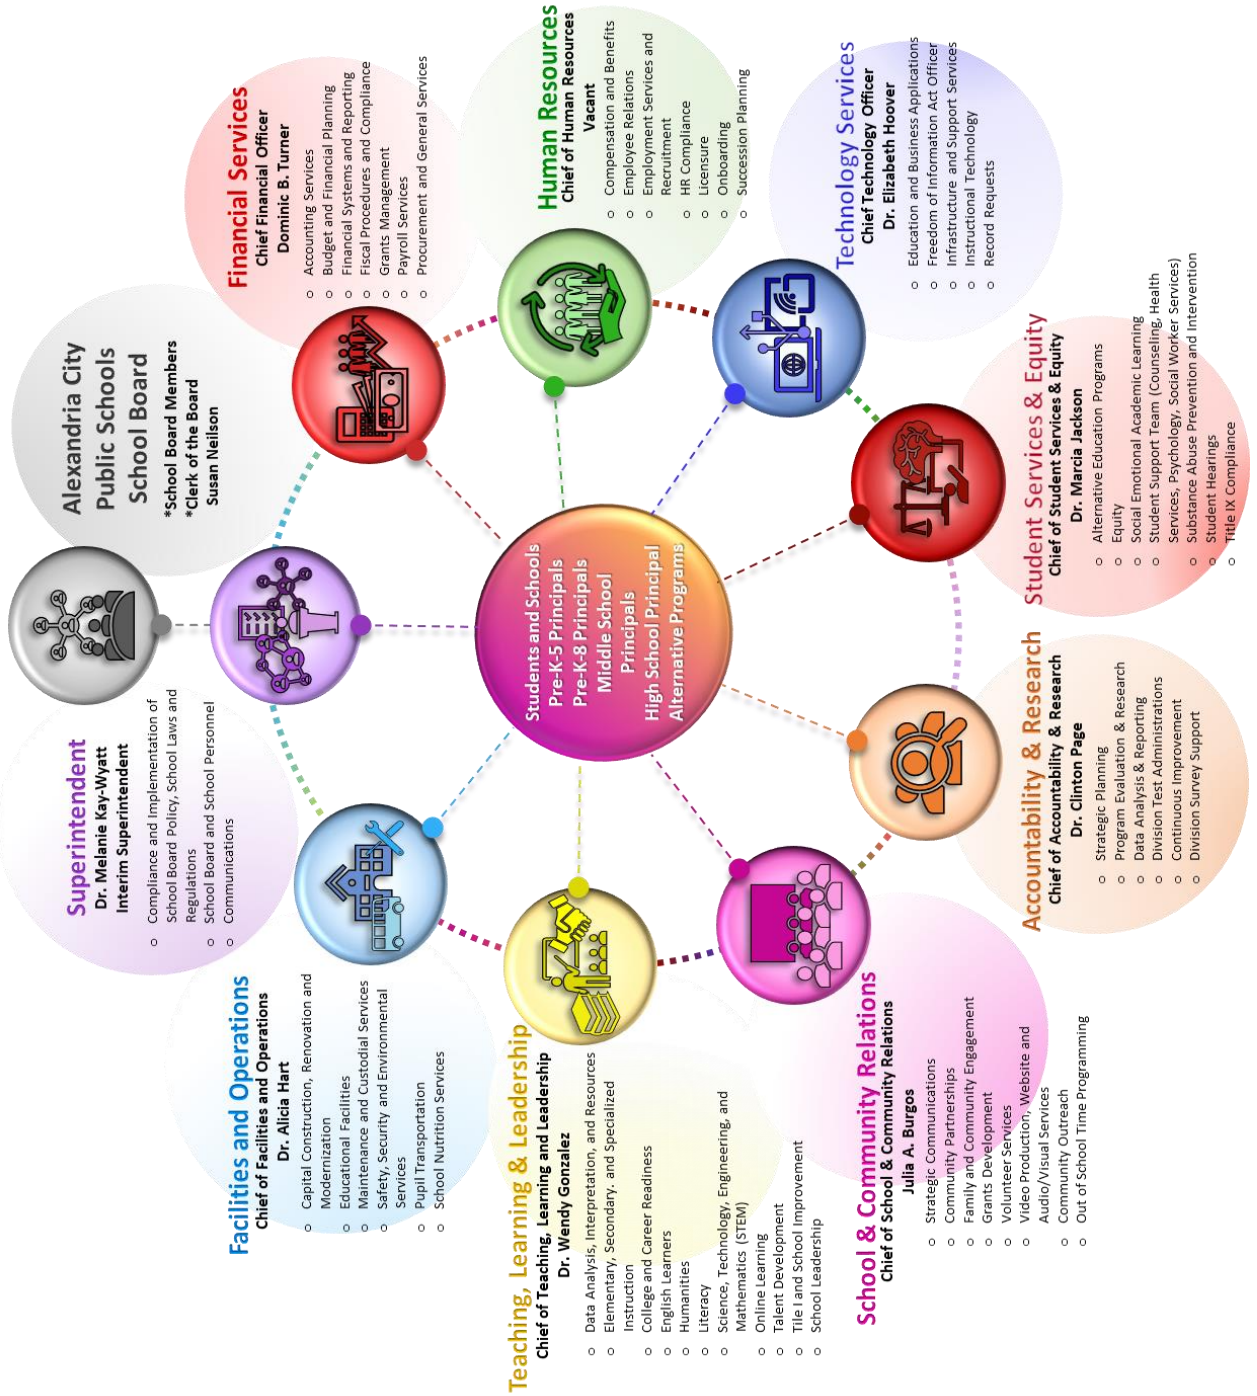 Alexandria City
Public Schools
School Board
*School Board Members
*Clerk of the Board
Susan Neilson
Superintendent
Dr. Melanie Kay-Wyatt
Interim Superintendent
o Compliance and Implementation of
School Board Policy, School Laws and
Regulations
o School Board and School Personnel
o Communications
Financial Services
Chief Financial Officer
Dominic B. Turner
o Accounting Services
o Budget and Financial Planning
o Financial Systems and Reporting
o Fiscal Procedures and Compliance
o Grants Management
o Payroll Services
o Procurement and General Services
Human Resources
Chief of Human Resources
Vacant
o Compensation and Benefits
o Employee Relations
o Employment Services and
Recruitment
o HR Compliance
o Licensure
o Onboarding
o Succession Planning
Technology Services
Chief Technology Officer
Dr. Elizabeth Hoover
o Education and Business Applications
o Freedom of Information Act Officer
o Infrastructure and Support Services
o Instructional Technology
o Record Requests
Student Services & Equity
Chief of Student Services & Equity
Dr. Marcia Jackson
o Alternative Education Programs
o Equity
o Social Emotional Academic Learning
o Student Support Team (Counseling, Health
Services, Psychology, Social Worker Services)
o Substance Abuse Prevention and Intervention
o Student Hearings
o Title IX Compliance
Accountability & Research
Chief of Accountability & Research
Dr. Clinton Page
o Strategic Planning
o Program Evaluation & Research
o Data Analysis & Reporting
o Division Test Administrations
o Continuous Improvement
o Division Survey Support
School & Community Relations
Chief of School & Community Relations
Julia A. Burgos
o Strategic Communications
o Community Partnerships
o Family and Community Engagement
o Grants Development
o Volunteer Services
o Video Production, Website and
Audio/Visual Services
o Community Outreach
o Out of School Time Programming
Teaching, Learning & Leadership
Chief of Teaching, Learning and Leadership
Dr. Wendy Gonzalez
o Data Analysis, Interpretation, and Resources
o Elementary, Secondary, and Specialized
Instruction
o College and Career Readiness
o English Learners
o Humanities
o Literacy
o Science, Technology, Engineering, and
Mathematics (STEM)
o Online Learning
o Talent Development
o Tile I and School Improvement
o School Leadership
Facilities and Operations
Chief of Facilities and Operations
Dr. Alicia Hart
o Capital Construction, Renovation and
Modernization
o Educational Facilities
o Maintenance and Custodial Services
o Safety, Security and Environmental
Services
o Pupil Transportation
o School Nutrition Services
Students and Schools
Pre-K-5 Principals
Pre-K-8 Principals
Middle School
Principals
High School Principal
Alternative Programs